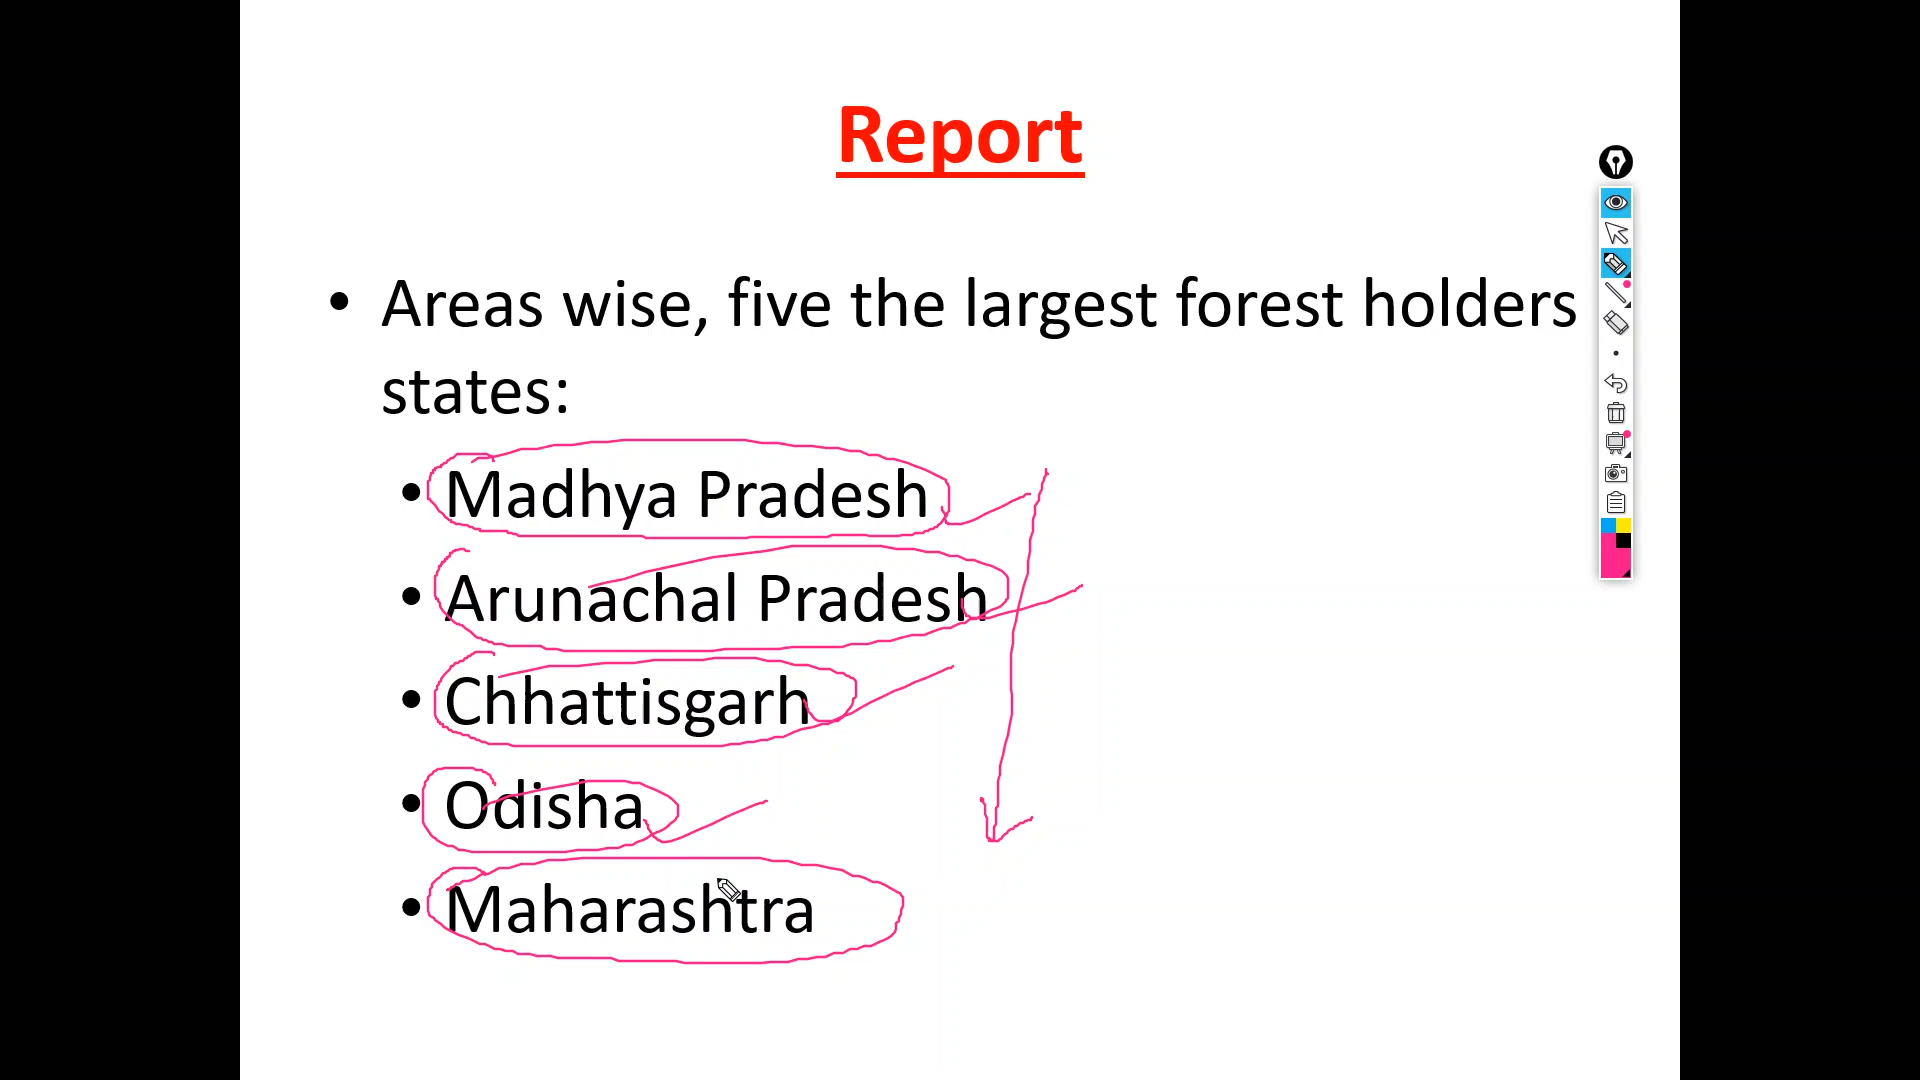 Report
• Areas wise, five the largest forest holders
states:
• Madhya Pradesh
• Arunachal Pradesh
• Chhattisgarh
• Odisha
• Maharashtra